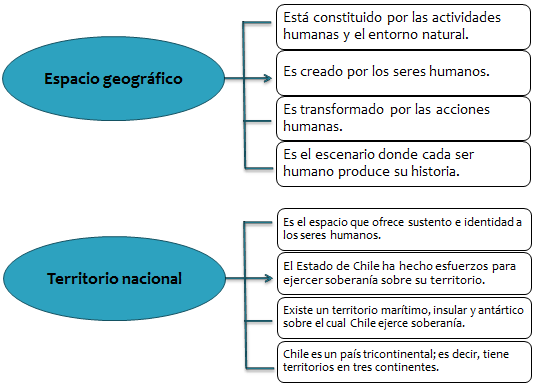 Espacio geográfico
Está constituido por las actividades
humanas y el entorno natural.
Es creado por los seres humanos.
Es transformado por las acciones
humanas.
Es el escenario donde cada ser
humano produce su historia.
Territorio nacional
Es el espacio que ofrece sustento e identidad a
los seres humanos.
El Estado de Chile ha hecho esfuerzos para
ejercer soberanía sobre su territorio.
Existe un territorio marítimo, insular y antártico
sobre el cual Chile ejerce soberanía.
Chile es un país tricontinental; es decir, tiene
territorios en tres continentes.